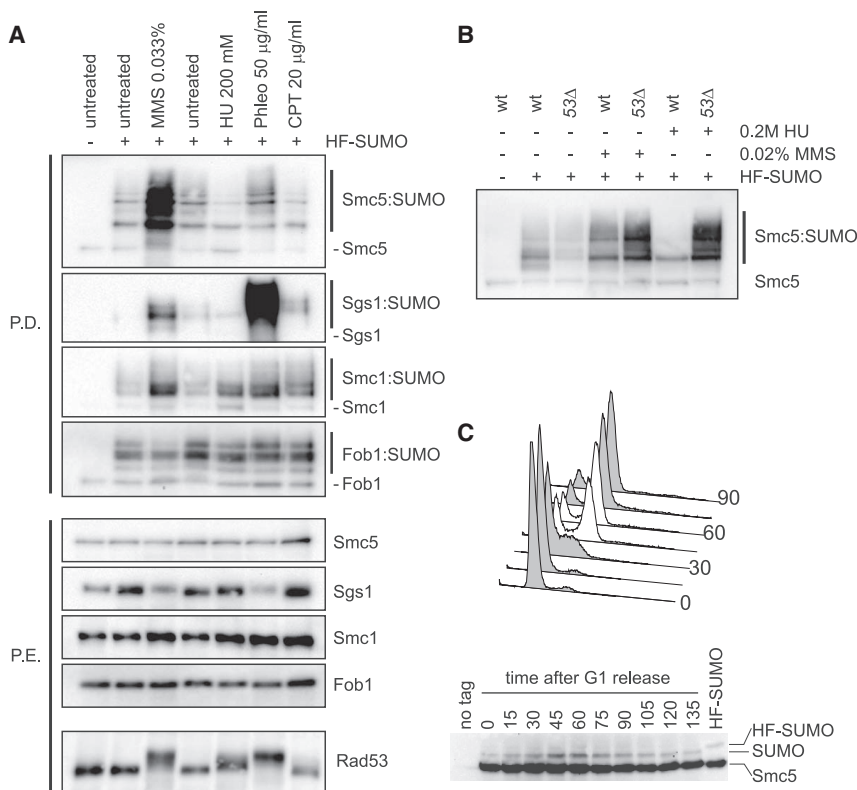 A
untreated
untreated
MMS 0.033%
untreated
HU 200 mM
Phleo 50 μg/ml
CPT 20 μg/ml
- + + + + + + HF-SUMO
P.D.
Smc5:SUMO
- Smc5
Sgs1:SUMO
- Sgs1
Smc1:SUMO
- Smc1
Fob1:SUMO
- Fob1
P.E.
Smc5
Sgs1
Smc1
Fob1
Rad53
B
wt wt 53Δ wt 53Δ wt 53Δ
- - - - - + + 0.2M HU
- - - + + - - 0.02% MMS
- + + + + + + HF-SUMO
Smc5:SUMO
Smc5
C
90
60
30
0
time after G1 release
no tag 0 15 30 45 60 75 90 105 120 135 HF-SUMO
HF-SUMO
SUMO
Smc5